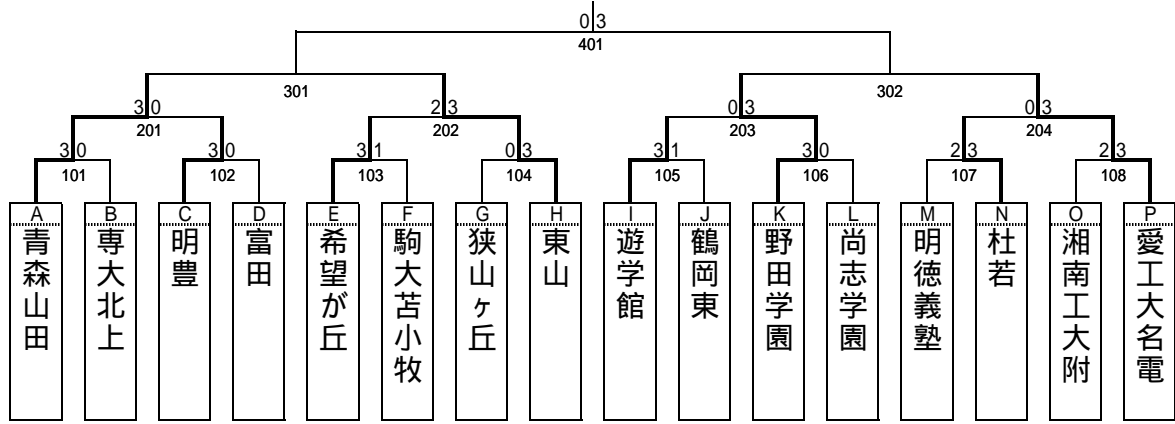 0 3
401
301
302
3 0
2 3
0 3
0 3
201
202
203
204
3 0
3 0
3 1
0 3
3 1
3 0
2 3
2 3
101
102
103
104
105
106
107
108
A
B
C
D
E
F
G
H
I
J
K
L
M
N
O
P
青森山田
専大北上
明豊
富田
希望が丘
駒大苫小牧
狭山ヶ丘
東山
遊学館
鶴岡東
野田学園
尚志学園
明徳義塾
杜若
湘南工大附
愛工大名電